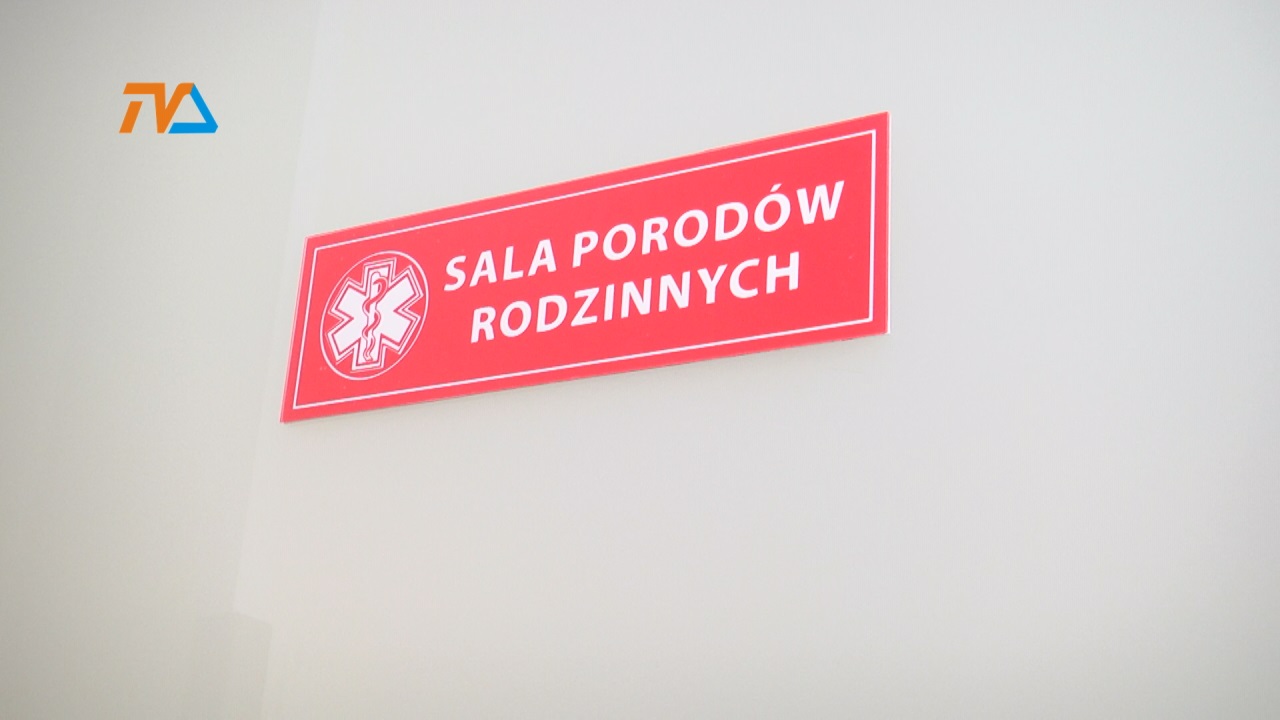 TVA
SALA PORODÓW
RODZINNYCH